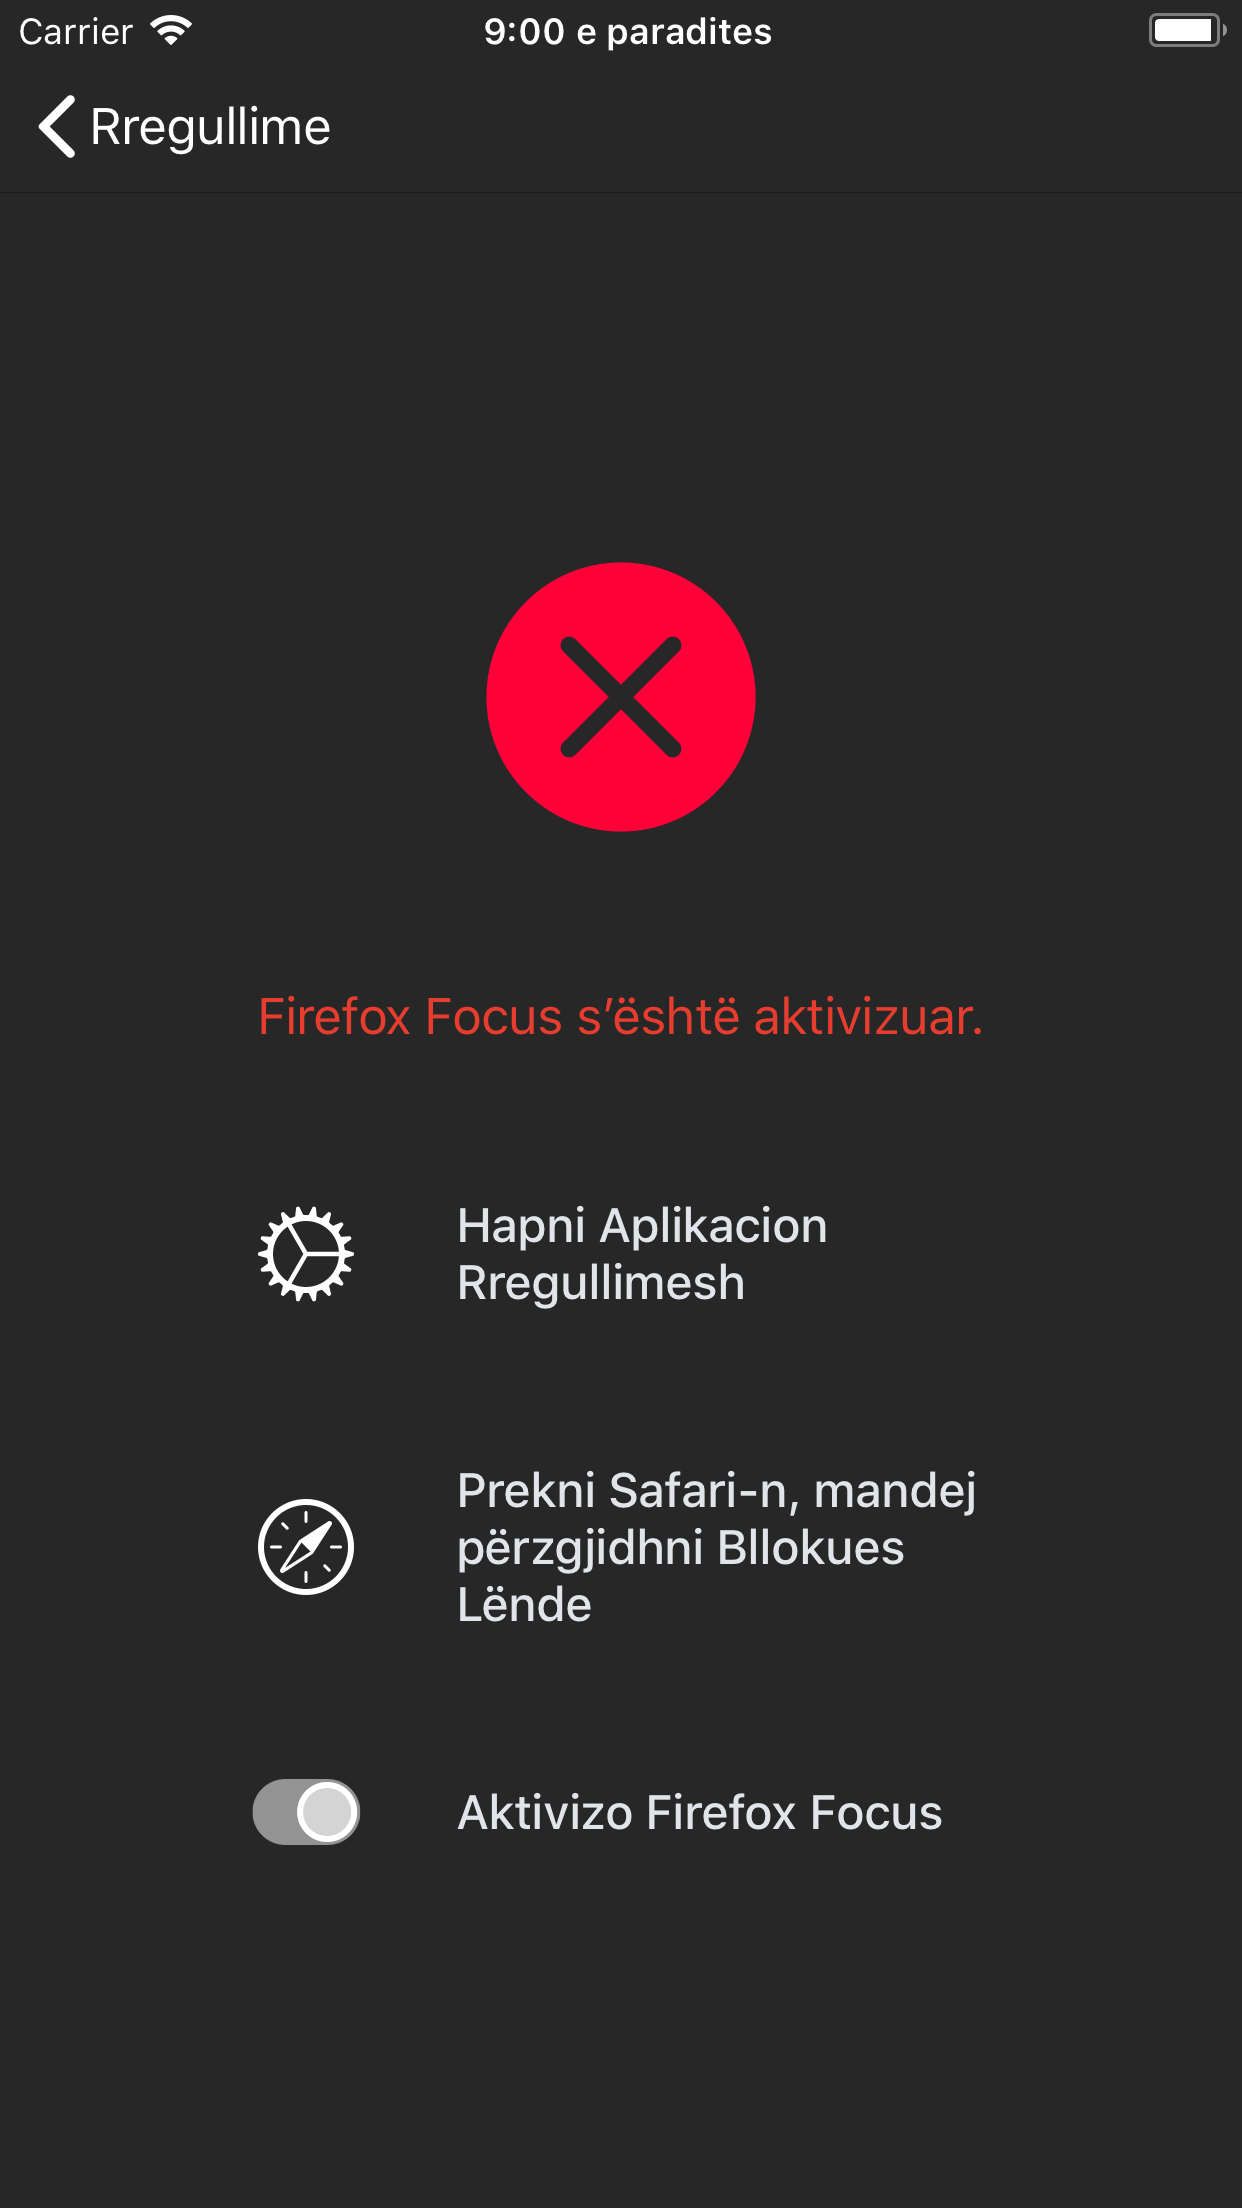 Carrier
9:00 e paradites
Rregullime
Firefox Focus s’është aktivizuar.
Hapni Aplikacion
Rregullimesh
Prekni Safari-n, mandej
përzgjidhni Bllokues
Lënde
Aktivizo Firefox Focus